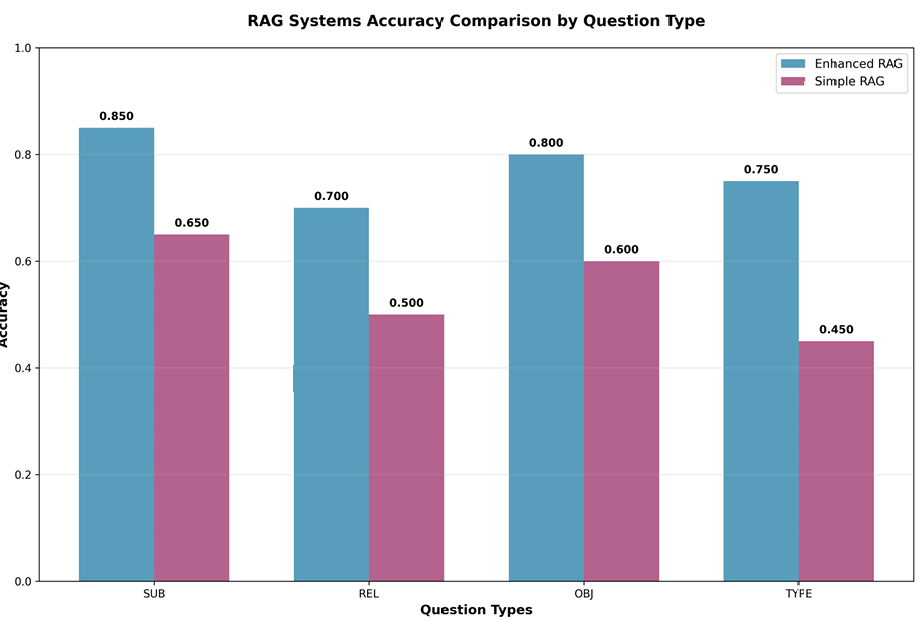 RAG Systems Accuracy Comparison by Question Type
Enhanced RAG
Simple RAG
1.0
0.8
0.6
0.4
0.2
0.0
Accuracy
0.850
0.650
0.700
0.500
0.800
0.600
0.750
0.450
SUB
REL
OBJ
TYPE
Question Types